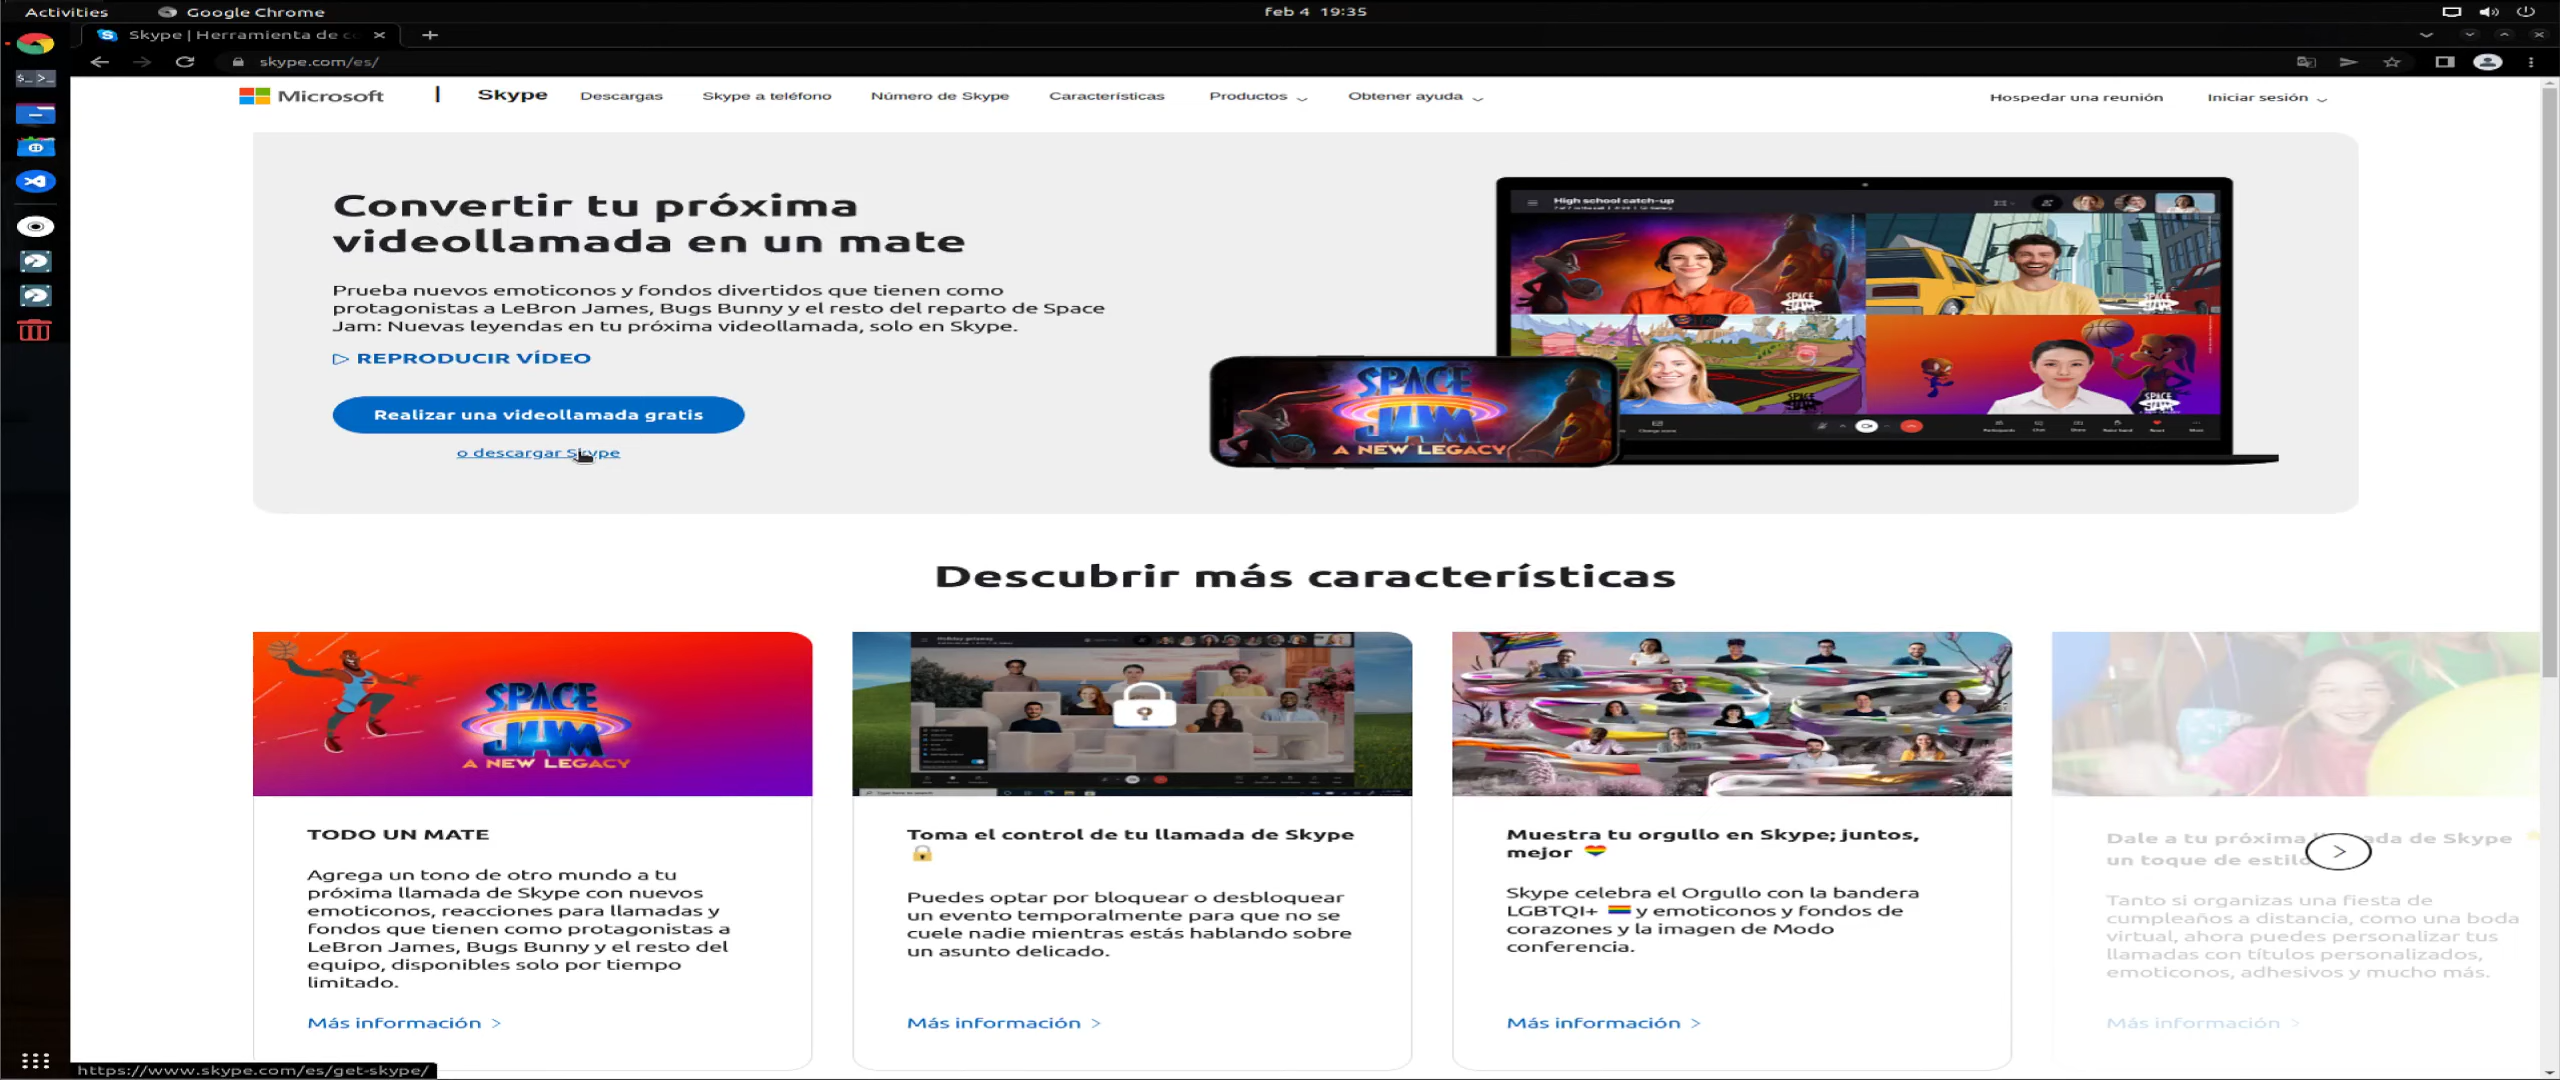 Activities
Google Chrome
feb 4 19:35
Skype | Herramienta de co
skype.com/es/
Microsoft
Skype
Descargas
Skype a teléfono
Número de Skype
Características
Productos
Obtener ayuda
Hospedar una reunión
Iniciar sesión
Convertir tu próxima
videollamada en un mate
Prueba nuevos emoticonos y fondos divertidos que tienen como
protagonistas a LeBron James, Bugs Bunny y el resto del reparto de Space
Jam: Nuevas leyendas en tu próxima videollamada, solo en Skype.
REPRODUCIR VÍDEO
Realizar una videollamada gratis
o descargar Skype
High school catch-up
SPACE
JAM
A NEW LEGACY
Descubrir más características
SPACE
JAM
A NEW LEGACY
TODO UN MATE
Agrega un tono de otro mundo a tu
próxima llamada de Skype con nuevos
emoticonos, reacciones para llamadas y
fondos que tienen como protagonistas a
LeBron James, Bugs Bunny y el resto del
equipo, disponibles solo por tiempo
limitado.
Más información >
Toma el control de tu llamada de Skype
Puedes optar por bloquear o desbloquear
un evento temporalmente para que no se
cuele nadie mientras estás hablando sobre
un asunto delicado.
Más información >
Muestra tu orgullo en Skype; juntos,
mejor
Skype celebra el Orgullo con la bandera
LGBTQI+ y emoticonos y fondos de
corazones y la imagen de Modo
conferencia.
Más información >
Dale a tu próxima llamada de Skype
un toque de estilo
Tanto si organizas una fiesta de
cumpleaños a distancia, como una boda
virtual, ahora puedes personalizar tus
llamadas con títulos personalizados,
emoticonos, adhesivos y mucho más.
Más información >
https://www.skype.com/es/get-skype/